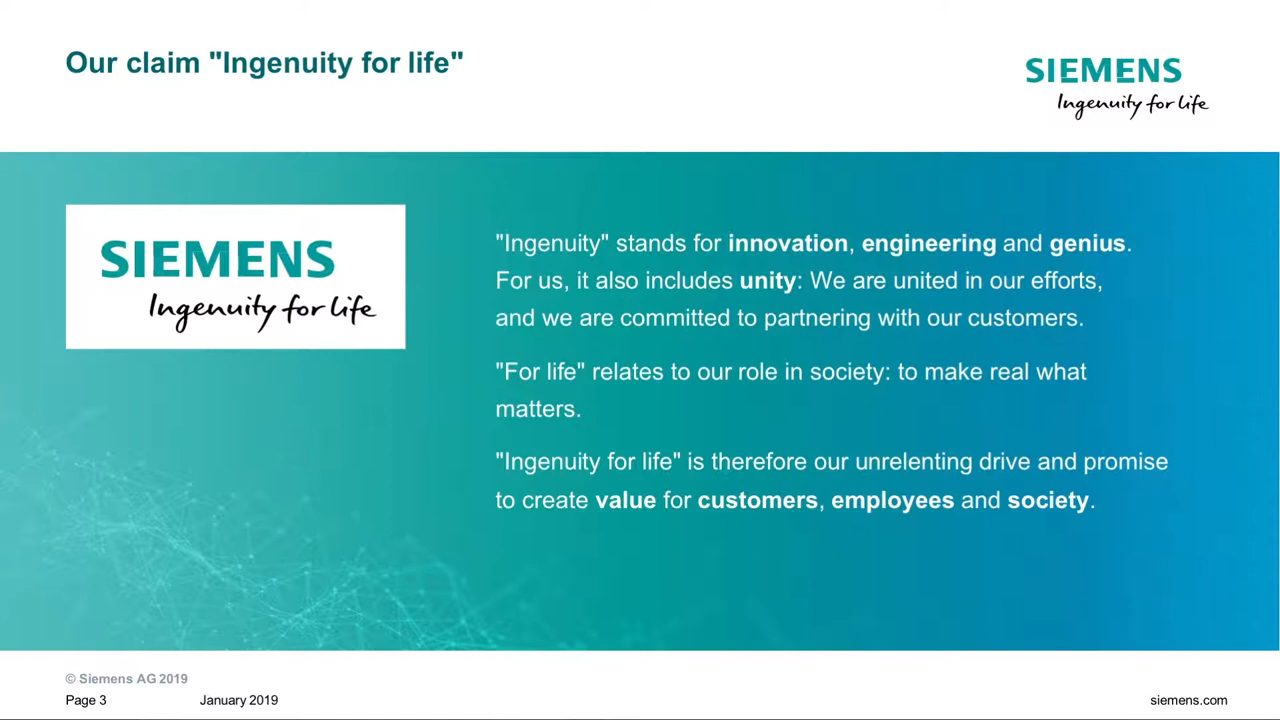 Our claim "Ingenuity for life"
SIEMENS
Ingenuity for life
SIEMENS
Ingenuity for life
"Ingenuity" stands for innovation, engineering and genius.
For us, it also includes unity: We are united in our efforts,
and we are committed to partnering with our customers.
"For life" relates to our role in society: to make real what
matters.
"Ingenuity for life" is therefore our unrelenting drive and promise
to create value for customers, employees and society.
© Siemens AG 2019
Page 3 January 2019 siemens.com